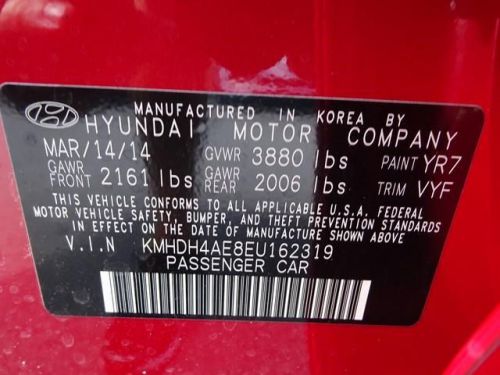 MANUFACTURED IN KOREA BY
HYUNDAI MOTOR COMPANY
MAR/14/14 GVWR 3880 lbs PAINT YR7
GAWR FRONT 2161 lbs GAWR REAR 2006 lbs TRIM VYF
THIS VEHICLE CONFORMS TO ALL APPLICABLE U.S.A. FEDERAL
MOTOR VEHICLE SAFETY, BUMPER, AND THEFT PREVENTION STANDARDS
IN EFFECT ON THE DATE OF MANUFACTURE SHOWN ABOVE
V.I.N KMHDH4AE8EU162319
PASSENGER CAR